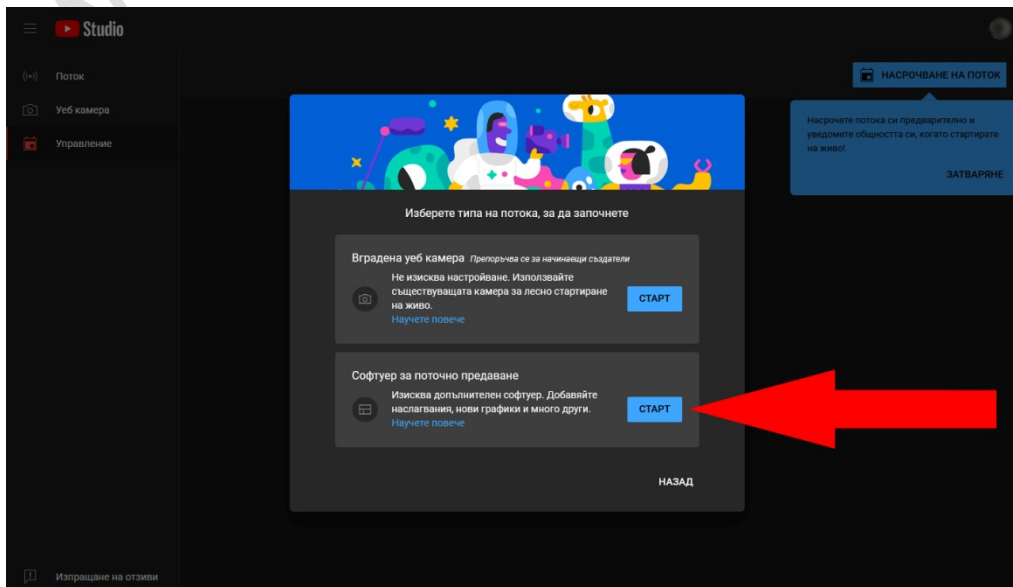 Studio
Поток
НАСРОЧВАНЕ НА ПОТОК
Уеб камера
Управление
Насрочете потока си предварително и
уведомете общността си, когато стартирате
на живо!
ЗАТВАРЯНЕ
Изберете типа на потока, за да започнете
Вградена уеб камера Препоръчва се за начинаещи създатели
Не изисква настройване. Използвайте
съществуващата камера за лесно стартиране
на живо.
Научете повече
СТАРТ
Софтуер за поточно предаване
Изисква допълнителен софтуер. Добавяйте
наслагвания, нови графики и много други.
Научете повече
СТАРТ
НАЗАД
Изпращане на отзиви